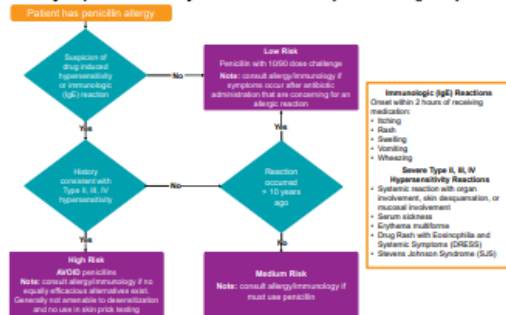 Patient has penicillin allergy
Suspicion of
drug induced
hypersensitivity
or immunologic
(IgE) reaction
No
Low Risk
Penicillin with 10/90 dose challenge
Note: consult allergy/immunology if
symptoms occur after antibiotic
administration that are concerning for an
allergic reaction
Yes
Yes
History
consistent with
Type II, III, IV
hypersensitivity
No
Reaction
occurred
> 10 years
ago
Yes
No
High Risk
AVOID penicillins
Note: consult allergy/immunology if no
equally efficacious alternatives exist.
Generally not amenable to desensitization
and no use in skin prick testing
Medium Risk
Note: consult allergy/immunology if
must use penicillin
Immunologic (IgE) Reactions
Onset within 2 hours of receiving
medication:
• Itching
• Rash
• Swelling
• Vomiting
• Wheezing
Severe Type II, III, IV
Hypersensitivity Reactions
• Systemic reaction with organ
involvement, skin desquamation, or
mucosal involvement
• Serum sickness
• Erythema multiforme
• Drug Rash with Eosinophilia and
Systemic Symptoms (DRESS)
• Stevens Johnson Syndrome (SJS)